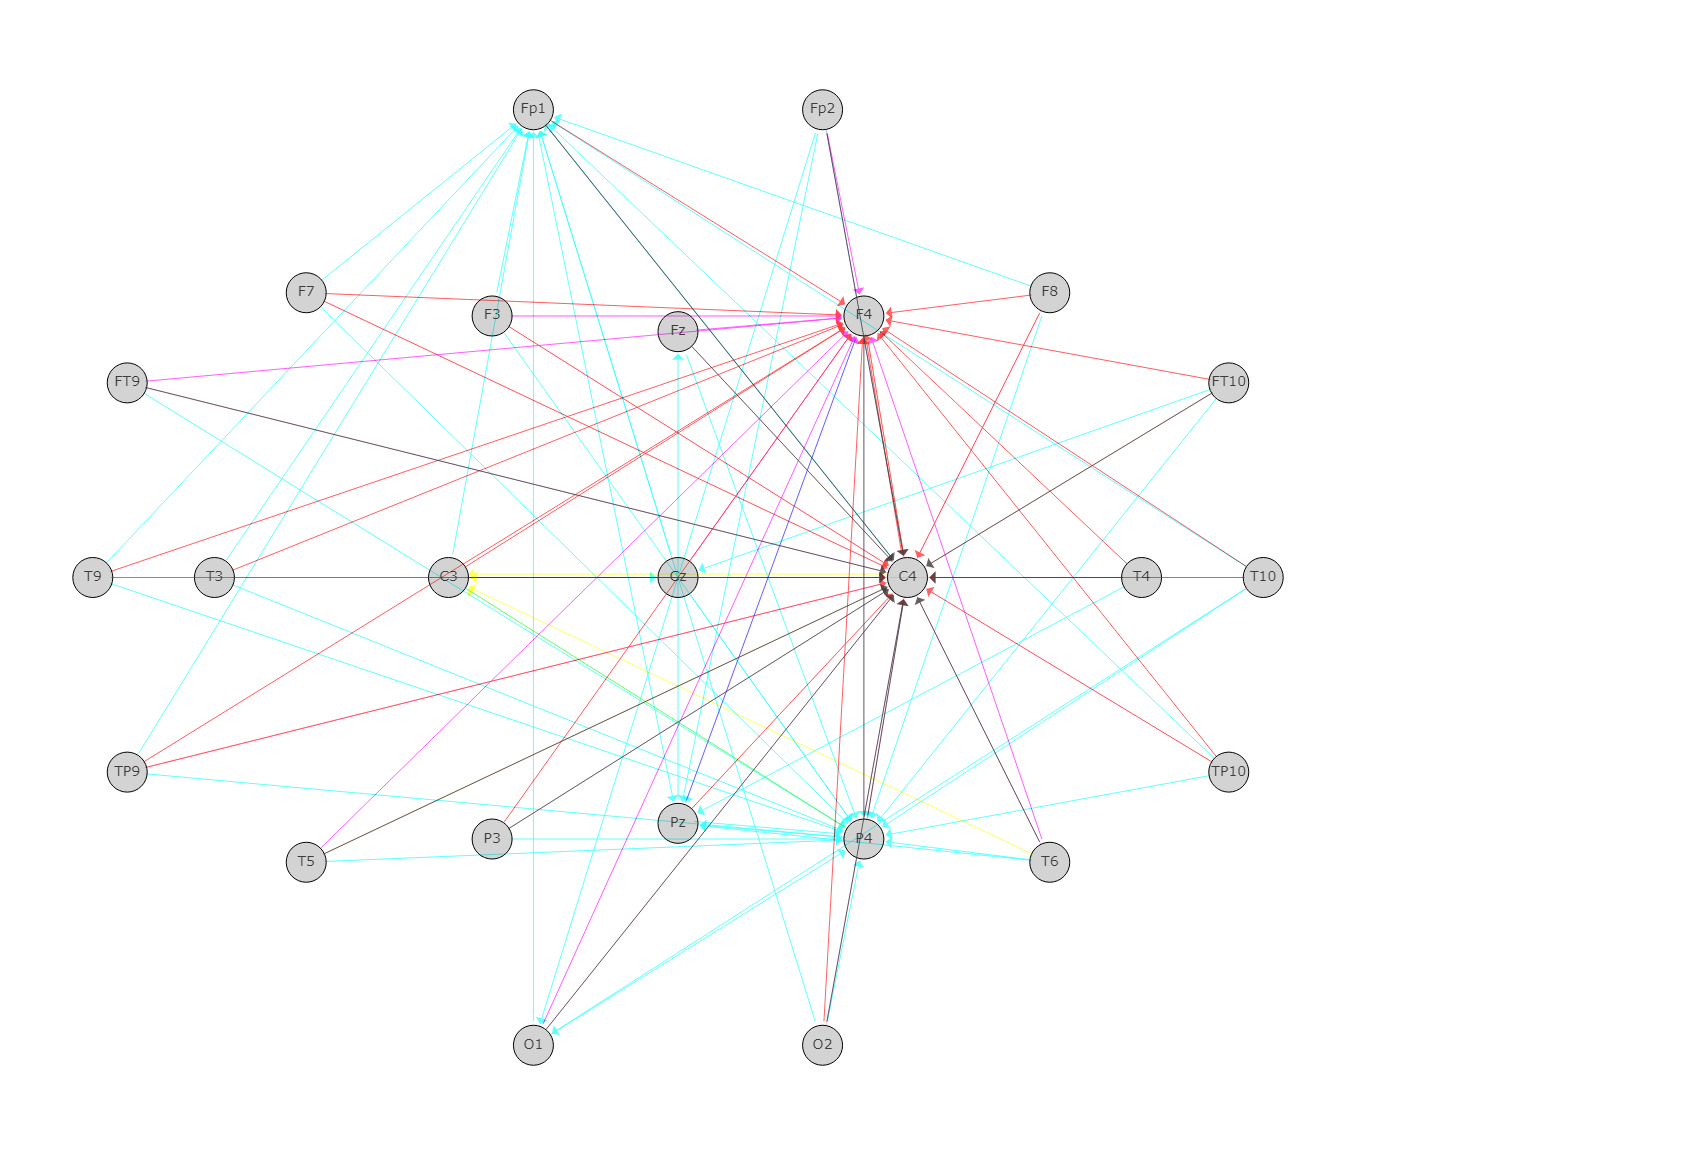 Fp1 Fp2
F7 F3 Fz F4 F8
FT9 FT10
T9 T3 C3 Cz C4 T4 T10
TP9 TP10
T5 P3 Pz P4 T6
O1 O2